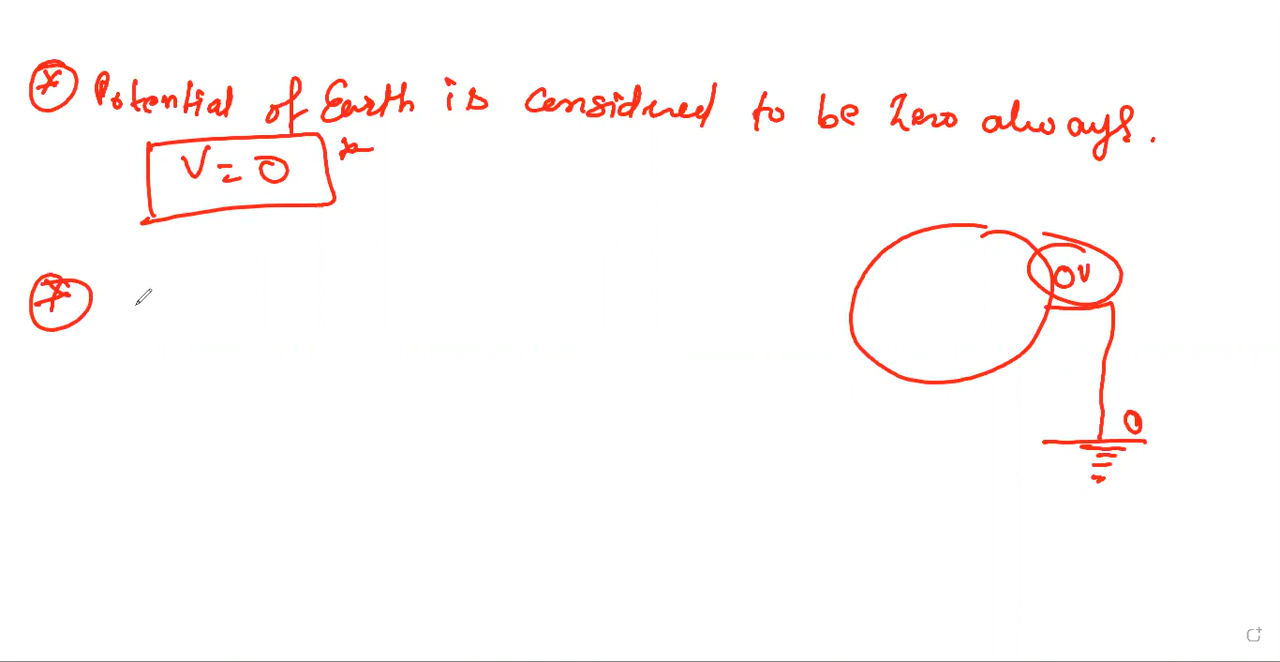 * Potential of Earth is considered to be Zero always.
V = 0 *
0V
*
0